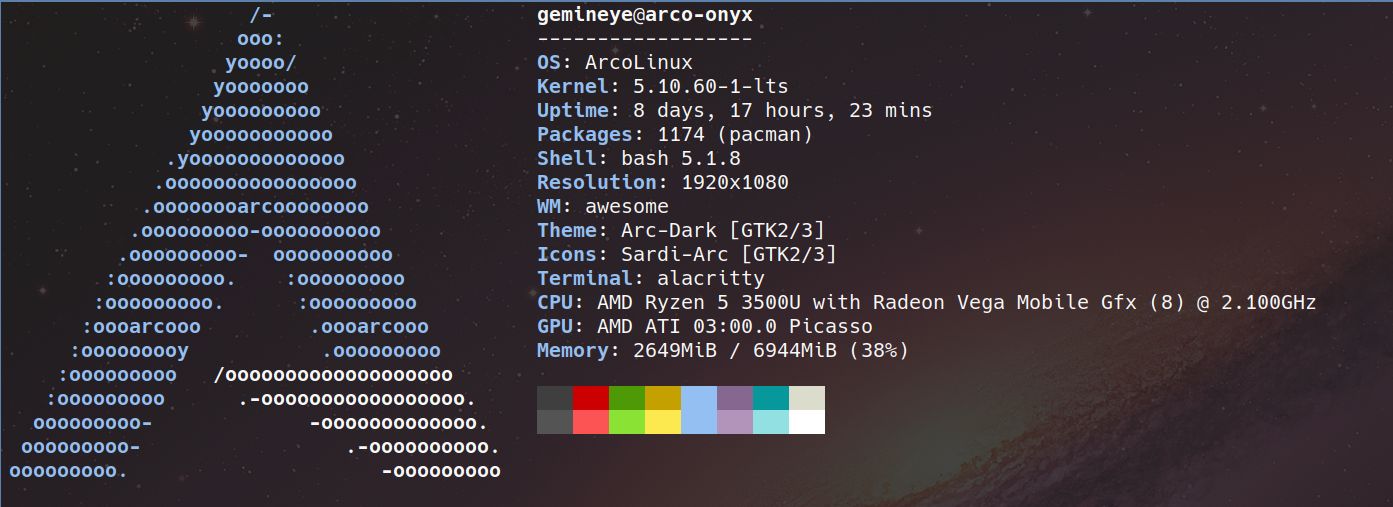 /-
ooo:
yoooo/
yooooooo
yooooooooo
yooooooooooo
.yooooooooooooo
.oooooooooooooooo
.oooooooarcoooooooo
.ooooooooo-oooooooooo
.ooooooooo-  oooooooooo
:ooooooooo.    :ooooooooo
:ooooooooo.      :ooooooooo
:oooarcooo         .oooarcooo
:ooooooooy           .ooooooooo
:ooooooooo   /ooooooooooooooooooo
:ooooooooo      .-ooooooooooooooooo.
ooooooooo-             -ooooooooooooo.
ooooooooo-                 .-oooooooooo.
ooooooooo.                     -ooooooooo
gemineye@arco-onyx
------------------
OS: ArcoLinux
Kernel: 5.10.60-1-lts
Uptime: 8 days, 17 hours, 23 mins
Packages: 1174 (pacman)
Shell: bash 5.1.8
Resolution: 1920x1080
WM: awesome
Theme: Arc-Dark [GTK2/3]
Icons: Sardi-Arc [GTK2/3]
Terminal: alacritty
CPU: AMD Ryzen 5 3500U with Radeon Vega Mobile Gfx (8) @ 2.100GHz
GPU: AMD ATI 03:00.0 Picasso
Memory: 2649MiB / 6944MiB (38%)